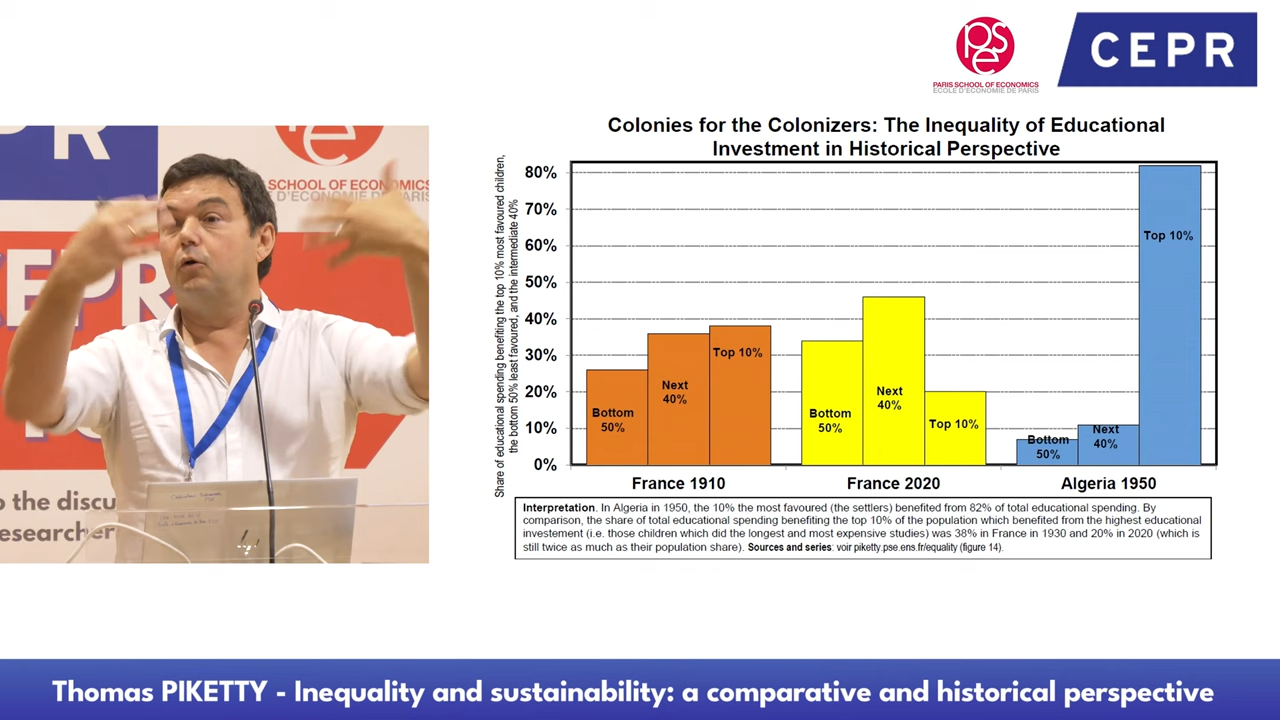 pse
PARIS SCHOOL OF ECONOMICS
ECOLE D'ECONOMIE DE PARIS
CEPR
PR
e
SCHOOL OF ECONOMICS
D'ECONOMIE DE PARIS
CEPR
o the discu
esearcher
Colonies for the Colonizers: The Inequality of Educational
Investment in Historical Perspective
Share of educational spending benefiting the top 10% most favoured children,
the bottom 50% least favoured, and the intermediate 40%
80%
70%
60%
50%
40%
30%
20%
10%
0%
Bottom
50%
Next
40%
Top 10%
Bottom
50%
Next
40%
Top 10%
Bottom
50%
Next
40%
Top 10%
France 1910
France 2020
Algeria 1950
Interpretation. In Algeria in 1950, the 10% the most favoured (the settlers) benefited from 82% of total educational spending. By
comparison, the share of total educational spending benefiting the top 10% of the population which benefited from the highest educational
investement (i.e. those children which did the longest and most expensive studies) was 38% in France in 1930 and 20% in 2020 (which is
still twice as much as their population share). Sources and series: voir piketty.pse.ens.fr/equality (figure 14).
Thomas PIKETTY - Inequality and sustainability: a comparative and historical perspective